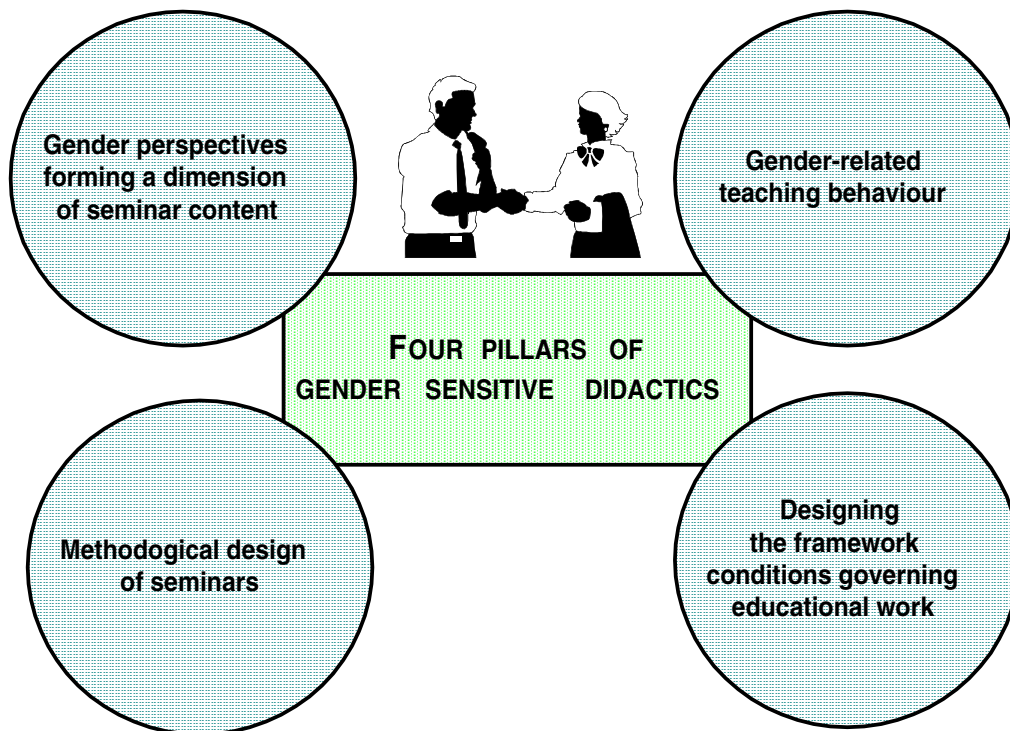 Gender perspectives
forming a dimension
of seminar content
Gender-related
teaching behaviour
FOUR PILLARS OF
GENDER SENSITIVE DIDACTICS
Methodogical design
of seminars
Designing
the framework
conditions governing
educational work